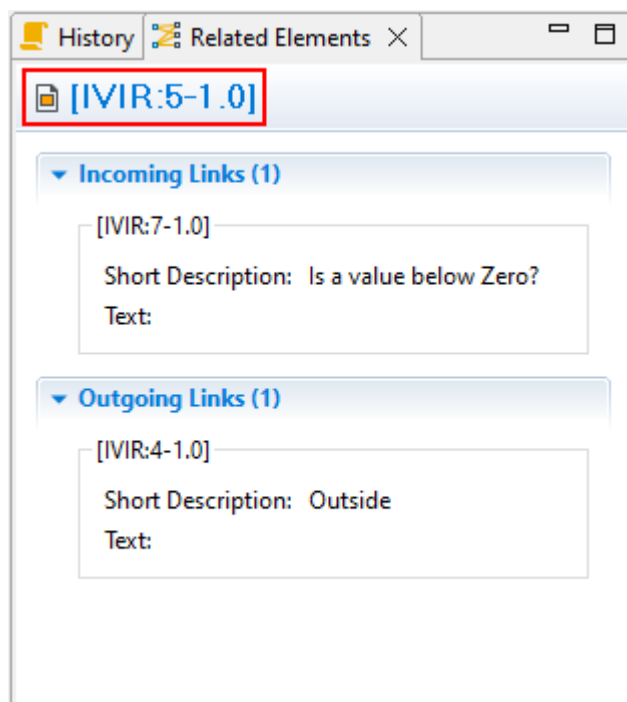 History Related Elements
[IVIR:5-1.0]
Incoming Links (1)
[IVIR:7-1.0]
Short Description: Is a value below Zero?
Text:
Outgoing Links (1)
[IVIR:4-1.0]
Short Description: Outside
Text: